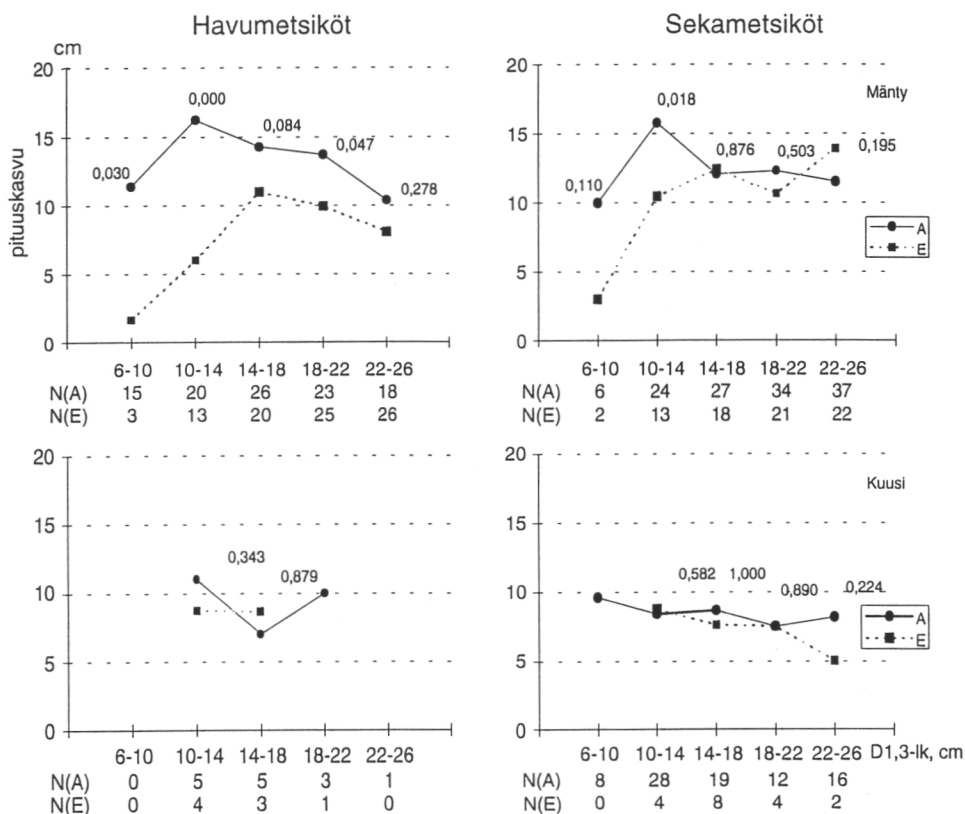 Havumetsiköt
Sekametsiköt
cm
pituuskasvu
20
15
10
5
0
0,030
0,000
0,084
0,047
0,278
6-10 10-14 14-18 18-22 22-26
N(A) 15 20 26 23 18
N(E) 3 13 20 25 26
20
15
10
5
0
Mänty
0,110
0,018
0,876
0,503
0,195
A
E
6-10 10-14 14-18 18-22 22-26
N(A) 6 24 27 34 37
N(E) 2 13 18 21 22
20
15
10
5
0
0,343
0,879
6-10 10-14 14-18 18-22 22-26
N(A) 0 5 5 3 1
N(E) 0 4 3 1 0
20
15
10
5
0
Kuusi
0,582
1,000
0,890
0,224
A
E
6-10 10-14 14-18 18-22 22-26 D1,3-lk, cm
N(A) 8 28 19 12 16
N(E) 0 4 8 4 2